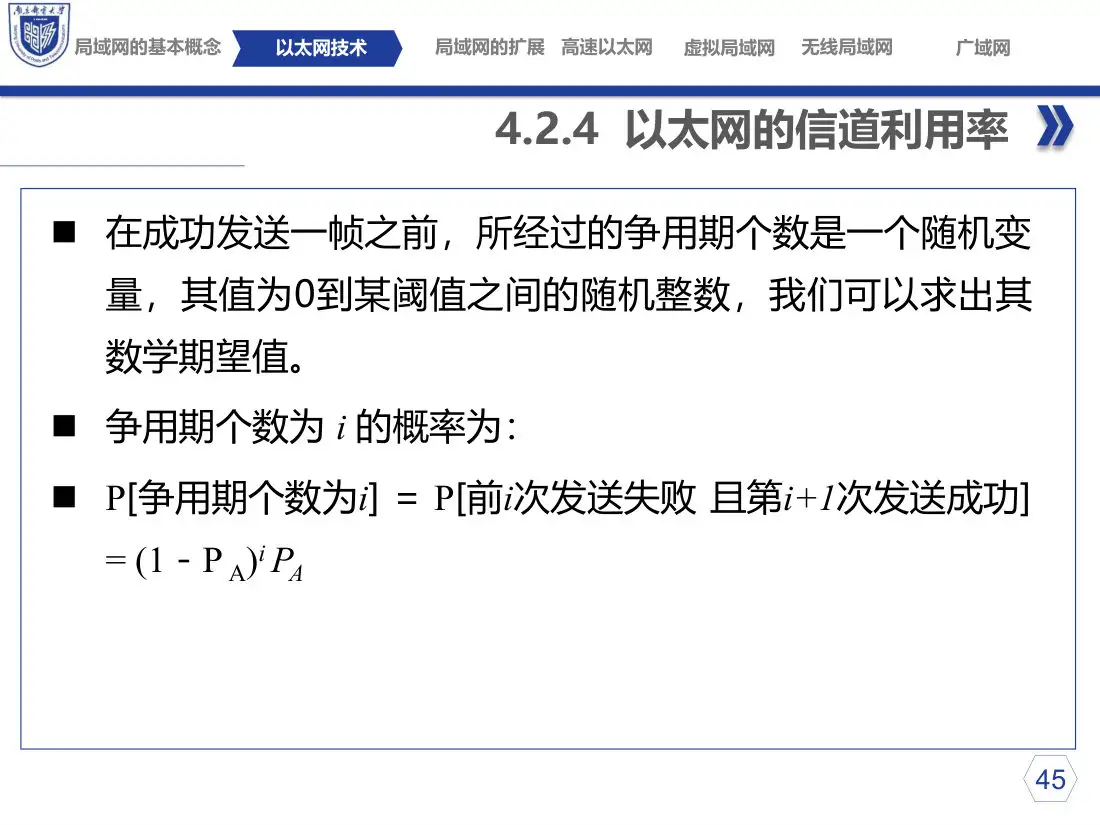 局域网的基本概念 以太网技术 局域网的扩展 高速以太网 虚拟局域网 无线局域网 广域网
4.2.4 以太网的信道利用率
■ 在成功发送一帧之前，所经过的争用期个数是一个随机变
量，其值为0到某阈值之间的随机整数，我们可以求出其
数学期望值。
■ 争用期个数为 i 的概率为：
■ P[争用期个数为i] = P[前i次发送失败 且第i+1次发送成功]
= (1 - P A)i PA
45